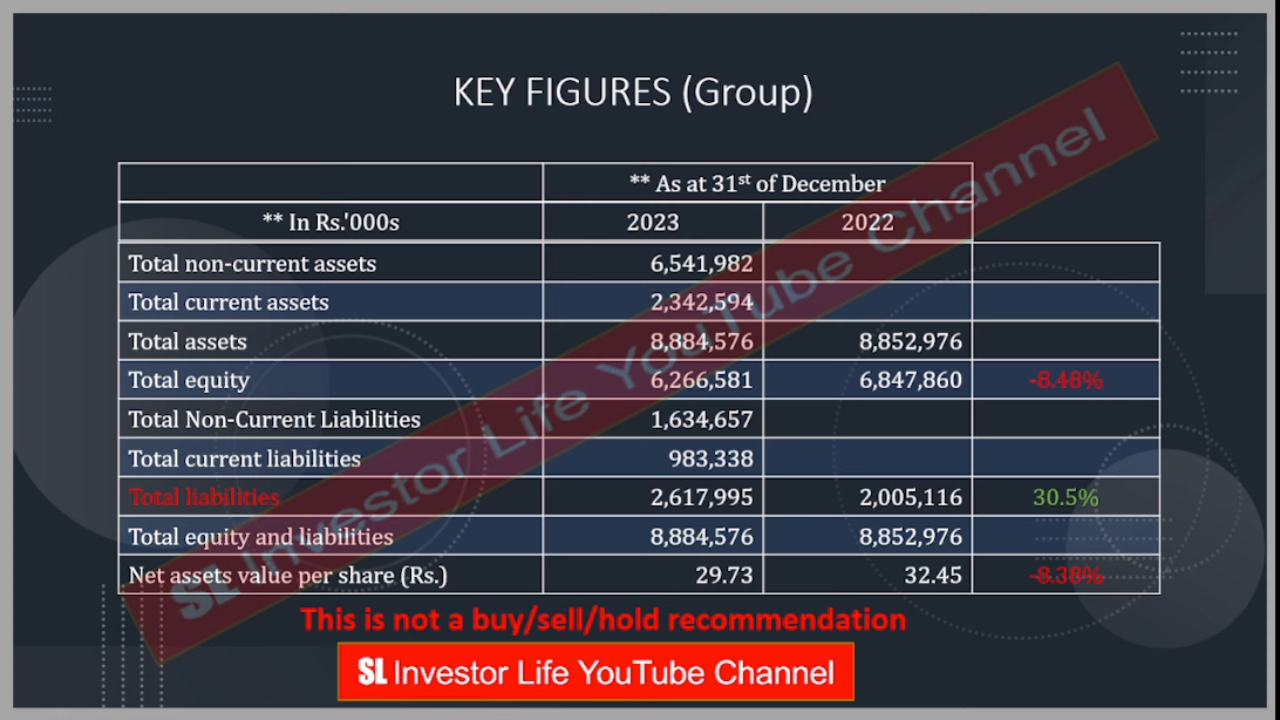 KEY FIGURES (Group)
** As at 31st of December
** In Rs.'000s 2023 2022
Total non-current assets 6,541,982
Total current assets 2,342,594
Total assets 8,884,576 8,852,976
Total equity 6,266,581 6,847,860 -8.48%
Total Non-Current Liabilities 1,634,657
Total current liabilities 983,338
Total liabilities 2,617,995 2,005,116 30.5%
Total equity and liabilities 8,884,576 8,852,976
Net assets value per share (Rs.) 29.73 32.45 -8.38%
SL Investor Life YouTube Channel
This is not a buy/sell/hold recommendation
SL Investor Life YouTube Channel